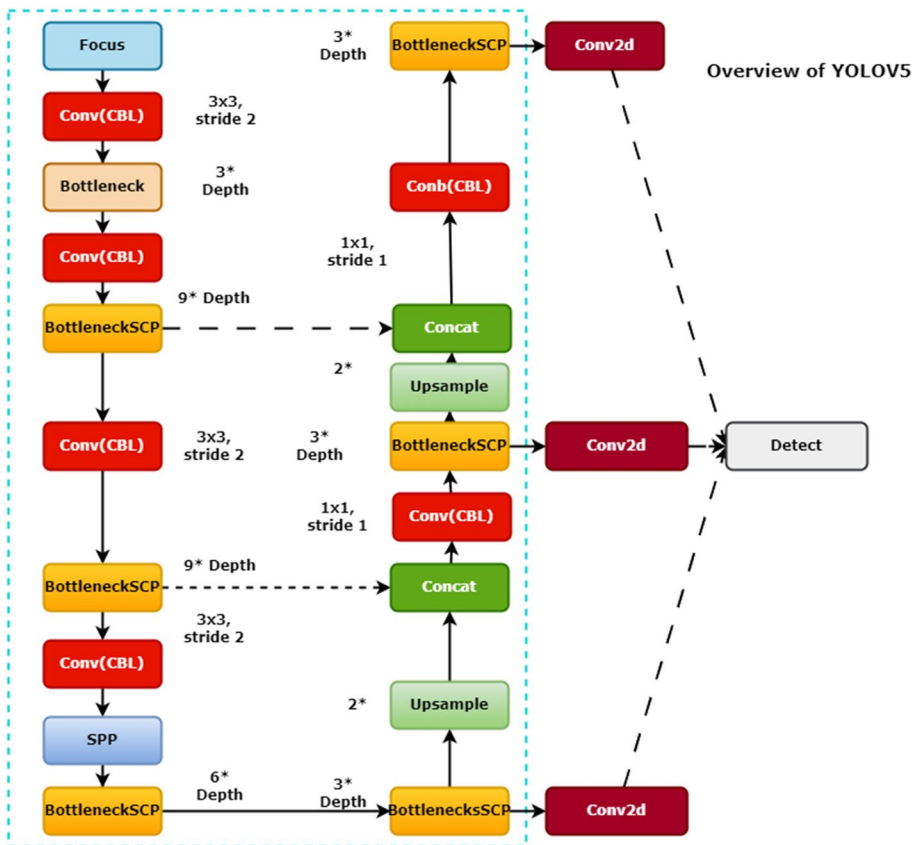 Focus
Conv(CBL)
3x3,
stride 2
Bottleneck
3*
Depth
Conv(CBL)
9* Depth
BottleneckSCP
Conv(CBL)
3x3,
stride 2
BottleneckSCP
9* Depth
3x3,
stride 2
Conv(CBL)
SPP
BottleneckSCP
6*
Depth
3*
Depth
BottleneckSCP
Conb(CBL)
1x1,
stride 1
Concat
2*
Upsample
3*
Depth
BottleneckSCP
1x1,
stride 1
Conv(CBL)
Concat
2*
Upsample
3*
Depth
BottlenecksSCP
Conv2d
Conv2d
Conv2d
Overview of YOLOV5
Detect